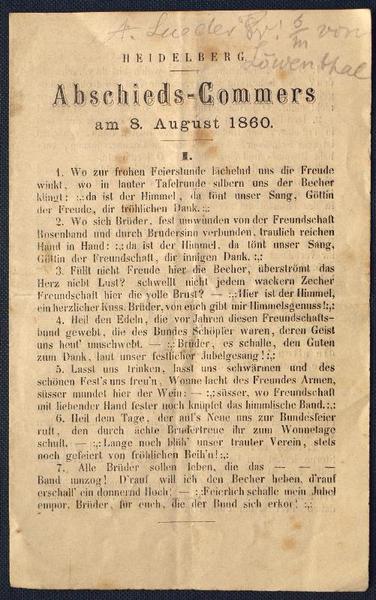 A. Lueder Fr! 6/m von
Löwenthal
HEIDELBERG
Abschieds-Commers
am 8. August 1860.
I.
1. Wo zur frohen Feierstunde lächelnd uns die Freude
winkt, wo in lauter Tafelrunde silbern uns der Becher
klingt: :,: da ist der Himmel, da tönt unser Sang, Göttin
der Freude, dir fröhlichen Dank. :,:
2. Wo sich Brüder, fest umwunden von der Freundschaft
Rosenband und durch Brudersinn verbunden, traulich reichen
Hand in Hand: :,: da ist der Himmel, da tönt unser Sang,
Göttin der Freundschaft, dir innigen Dank. :,:
3. Füllt nicht Freude hier die Becher, überströmt das
Herz nicht Lust? schwellt nicht jedem wackern Zecher
Freundschaft hier die volle Brust? — :,: Hier ist der Himmel,
ein herzlicher Kuss, Brüder, von euch gibt mir Himmelsgenuss! :,:
4. Heil den Edeln, die vor Jahren diesen Freundschafts-
bund gewebt, die des Bundes Schöpfer waren, deren Geist
uns heut' umschwebt. — :,: Brüder, es schalle, den Guten
zum Dank, laut unser festlicher Jubelgesang! :,:
5. Lasst uns trinken, lasst uns schwärmen und des
schönen Fest's uns freu'n, Wonne lacht des Freundes Armen,
süsser mundet hier der Wein: — :,: süsser, wo Freundschaft
mit liebender Hand fester noch knüpfet das himmlische Band. :,:
6. Heil dem Tage, der auf's Neue uns zur Bundesfeier
ruft, den durch ächte Brudertreue ihr zum Wonnetage
schuft. — :,: Lange noch blüh' unser trauter Verein, stets
noch gefeiert von fröhlichen Reih'n! :,:
7. Alle Brüder sollen leben, die das — — —
Band umzog! D'rauf will ich den Becher heben, d'rauf
erschall' ein donnernd Hoch! — :,: Feierlich schalle mein Jubel
empor, Brüder, für euch, die der Bund sich erkor! :,: